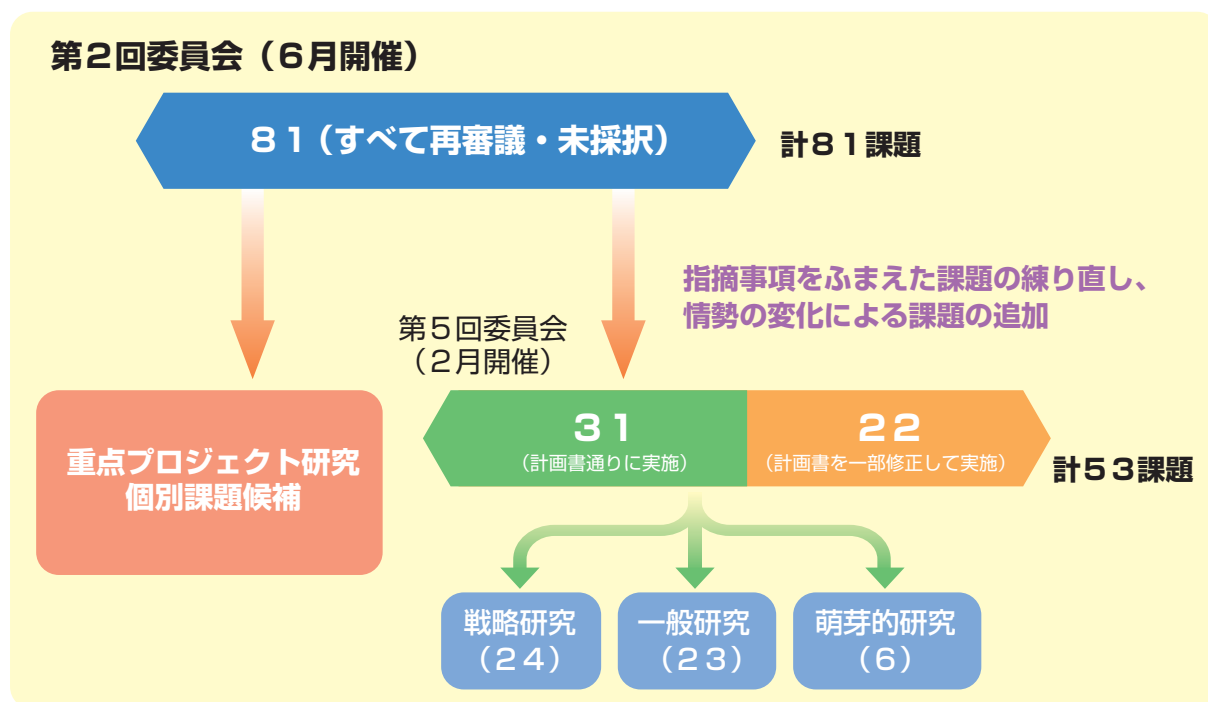 第２回委員会（６月開催）
８１（すべて再審議・未採択）
計８１課題
指摘事項をふまえた課題の練り直し、
情勢の変化による課題の追加
第５回委員会
（２月開催）
重点プロジェクト研究
個別課題候補
３１
（計画書通りに実施）
２２
（計画書を一部修正して実施）
計５３課題
戦略研究
（２４）
一般研究
（２３）
萌芽的研究
（６）